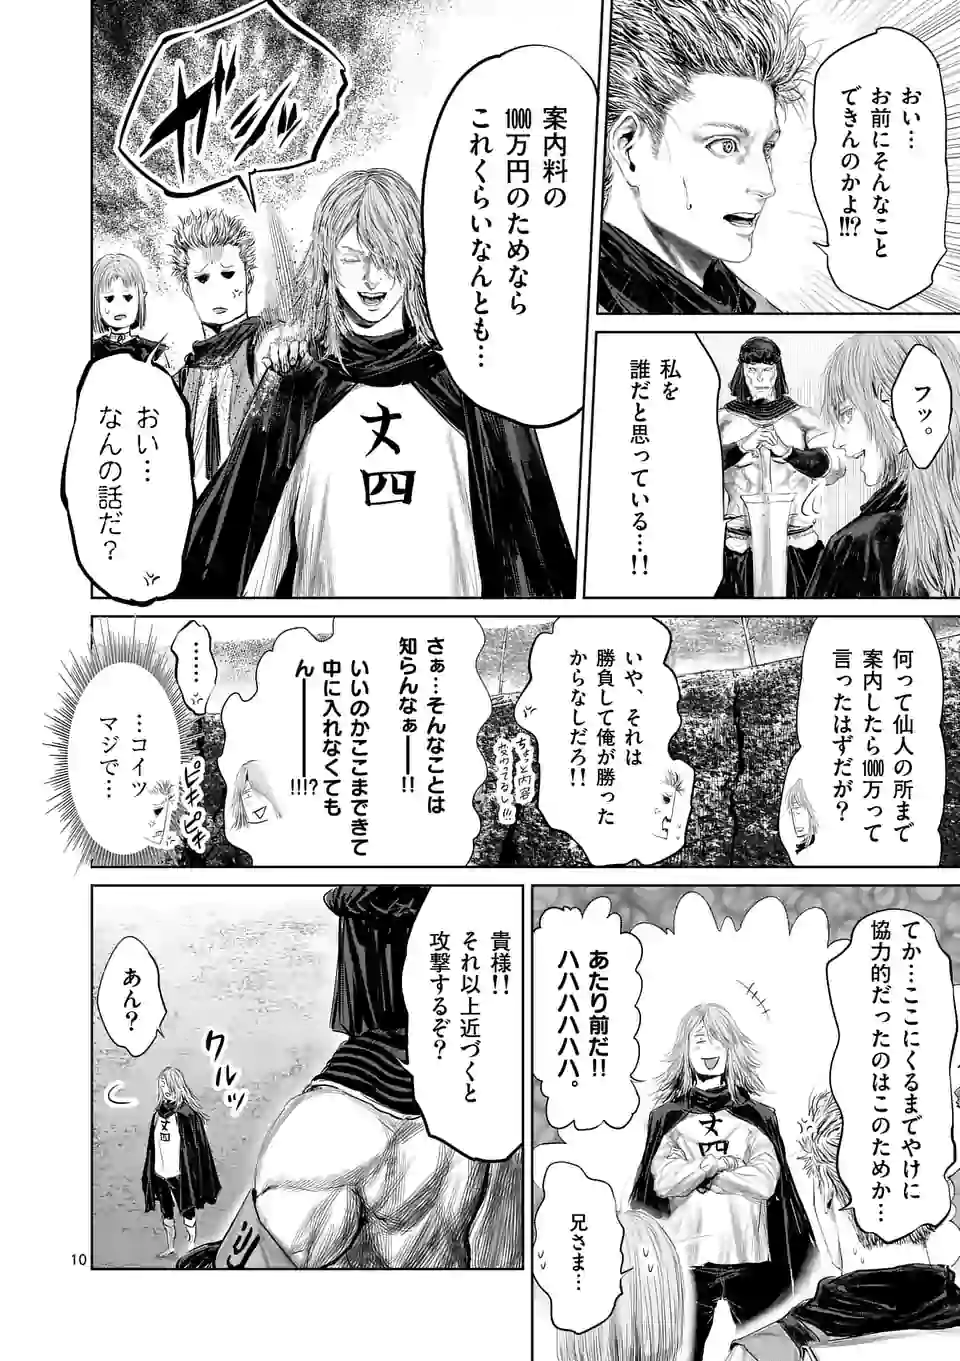 おい…
お前にそんなこと
できんのかよ!!?
フッ。
私を
誰だと思っている…!!
案内料の
1000万円のためなら
これくらいなんとも…
ザッ
丈四
おい…
なんの話だ?
何って仙人の所まで
案内したら1000万って
言ったはずだが?
いや、それは
勝負して俺が勝った
からなしだろ!!
ちょっと内容
変わってるし!!!
さぁ…そんなことは
知らんなぁ――!!
いいのかここまできて
中に入れなくても
ん――!!!?
……
ピキピキ
…コイツ
マジで…
てか…ここにくるまでやけに
協力的だったのはこのためか…
あたり前だ!!
ハハハハハハ。
丈四
兄さま…
貴様!!
それ以上近づくと
攻撃するぞ?
クルッ
あん?
丈四
10